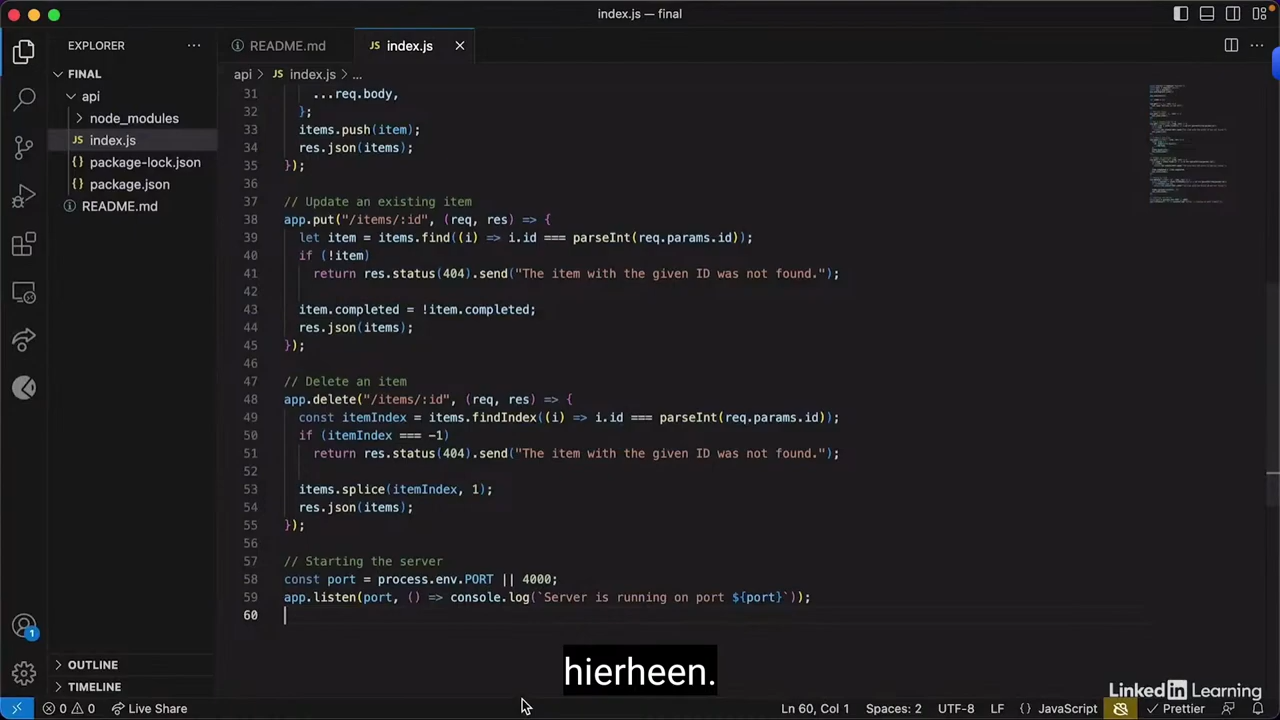 index.js — final
EXPLORER
README.md
JS index.js
FINAL
api > JS index.js > ...
api
node_modules
JS index.js
{} package-lock.json
{} package.json
README.md
31 ...req.body,
32 };
33 items.push(item);
34 res.json(items);
35 });
36
37 // Update an existing item
38 app.put("/items/:id", (req, res) => {
39 let item = items.find((i) => i.id === parseInt(req.params.id));
40 if (!item)
41 return res.status(404).send("The item with the given ID was not found.");
42
43 item.completed = !item.completed;
44 res.json(items);
45 });
46
47 // Delete an item
48 app.delete("/items/:id", (req, res) => {
49 const itemIndex = items.findIndex((i) => i.id === parseInt(req.params.id));
50 if (itemIndex === -1)
51 return res.status(404).send("The item with the given ID was not found.");
52
53 items.splice(itemIndex, 1);
54 res.json(items);
55 });
56
57 // Starting the server
58 const port = process.env.PORT || 4000;
59 app.listen(port, () => console.log(`Server is running on port ${port}`));
60
1
OUTLINE
TIMELINE
hierheen.
LinkedIn Learning
0 0 Live Share
Ln 60, Col 1 Spaces: 2 UTF-8 LF {} JavaScript Prettier